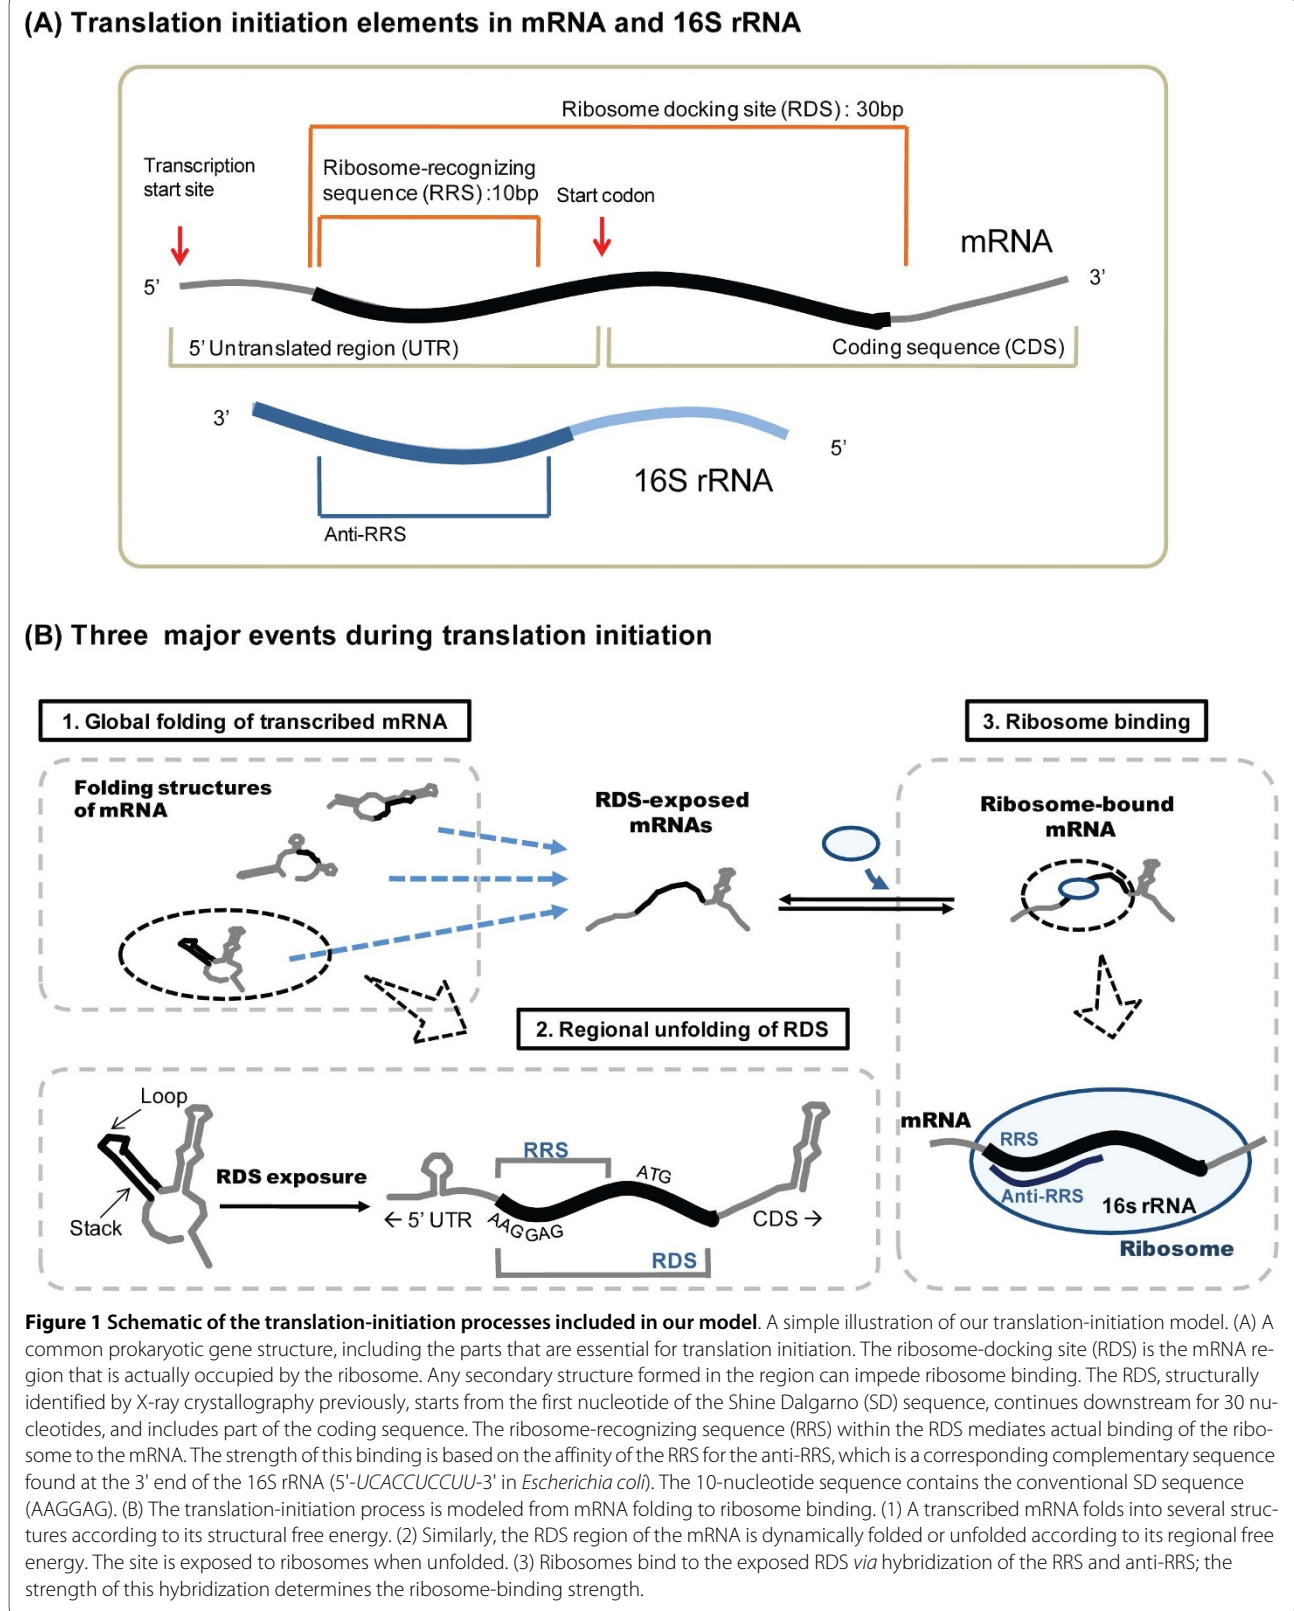 (A) Translation initiation elements in mRNA and 16S rRNA
Ribosome docking site (RDS) : 30bp
Transcription
start site
Ribosome-recognizing
sequence (RRS) :10bp
Start codon
mRNA
5’
3’
5’ Untranslated region (UTR)
Coding sequence (CDS)
3’
5’
16S rRNA
Anti-RRS
(B) Three major events during translation initiation
1. Global folding of transcribed mRNA
3. Ribosome binding
Folding structures
of mRNA
RDS-exposed
mRNAs
Ribosome-bound
mRNA
2. Regional unfolding of RDS
Loop
Stack
RDS exposure
RRS
ATG
AAGGAG
← 5’ UTR
CDS →
RDS
mRNA
RRS
Anti-RRS
16s rRNA
Ribosome
Figure 1 Schematic of the translation-initiation processes included in our model. A simple illustration of our translation-initiation model. (A) A
common prokaryotic gene structure, including the parts that are essential for translation initiation. The ribosome-docking site (RDS) is the mRNA re-
gion that is actually occupied by the ribosome. Any secondary structure formed in the region can impede ribosome binding. The RDS, structurally
identified by X-ray crystallography previously, starts from the first nucleotide of the Shine Dalgarno (SD) sequence, continues downstream for 30 nu-
cleotides, and includes part of the coding sequence. The ribosome-recognizing sequence (RRS) within the RDS mediates actual binding of the ribo-
some to the mRNA. The strength of this binding is based on the affinity of the RRS for the anti-RRS, which is a corresponding complementary sequence
found at the 3' end of the 16S rRNA (5'-UCACCUCCUU-3' in Escherichia coli). The 10-nucleotide sequence contains the conventional SD sequence
(AAGGAG). (B) The translation-initiation process is modeled from mRNA folding to ribosome binding. (1) A transcribed mRNA folds into several struc-
tures according to its structural free energy. (2) Similarly, the RDS region of the mRNA is dynamically folded or unfolded according to its regional free
energy. The site is exposed to ribosomes when unfolded. (3) Ribosomes bind to the exposed RDS via hybridization of the RRS and anti-RRS; the
strength of this hybridization determines the ribosome-binding strength.